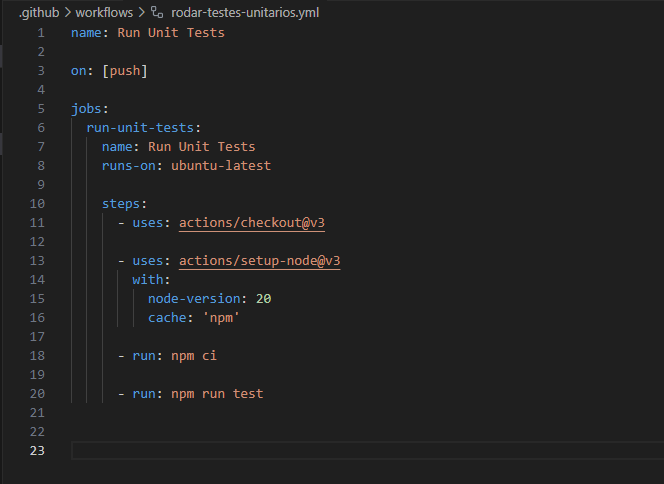 .github > workflows > rodar-testes-unitarios.yml
1 name: Run Unit Tests
2
3 on: [push]
4
5 jobs:
6   run-unit-tests:
7     name: Run Unit Tests
8     runs-on: ubuntu-latest
9
10     steps:
11       - uses: actions/checkout@v3
12
13       - uses: actions/setup-node@v3
14         with:
15           node-version: 20
16           cache: 'npm'
17
18       - run: npm ci
19
20       - run: npm run test
21
22
23